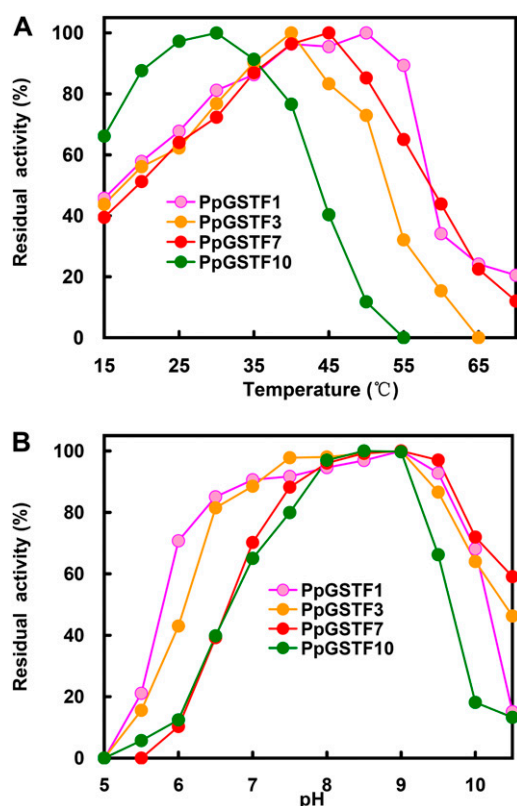 A
100
80
60
40
20
0
Residual activity (%)
PpGSTF1
PpGSTF3
PpGSTF7
PpGSTF10
15 25 35 45 55 65
Temperature (℃)
B
100
80
60
40
20
0
Residual activity (%)
PpGSTF1
PpGSTF3
PpGSTF7
PpGSTF10
5 6 7 8 9 10
pH